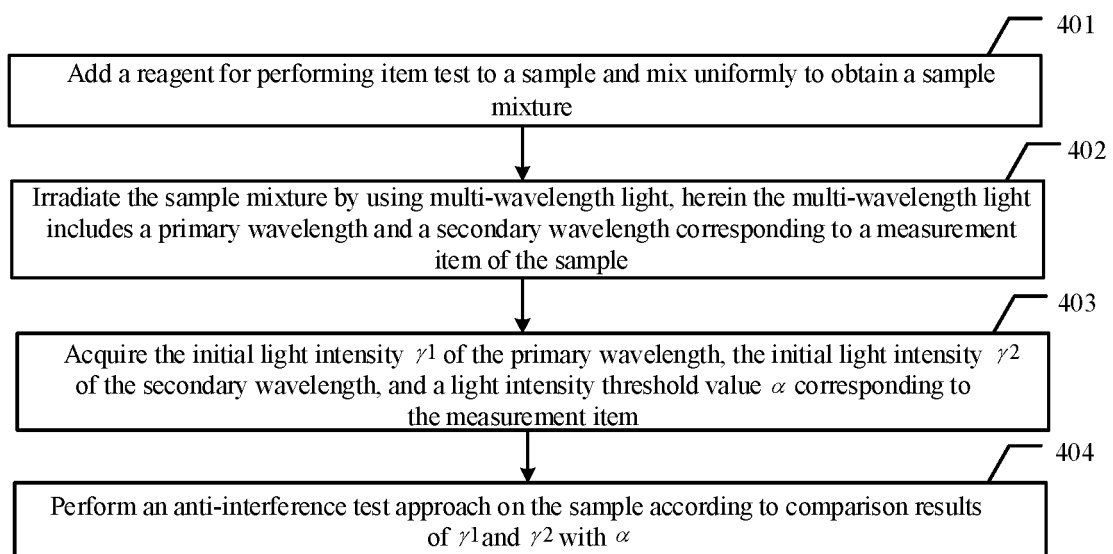 401
Add a reagent for performing item test to a sample and mix uniformly to obtain a sample
mixture
402
Irradiate the sample mixture by using multi-wavelength light, herein the multi-wavelength light
includes a primary wavelength and a secondary wavelength corresponding to a measurement
item of the sample
403
Acquire the initial light intensity γ1 of the primary wavelength, the initial light intensity γ2
of the secondary wavelength, and a light intensity threshold value α corresponding to
the measurement item
404
Perform an anti-interference test approach on the sample according to comparison results
of γ1 and γ2 with α